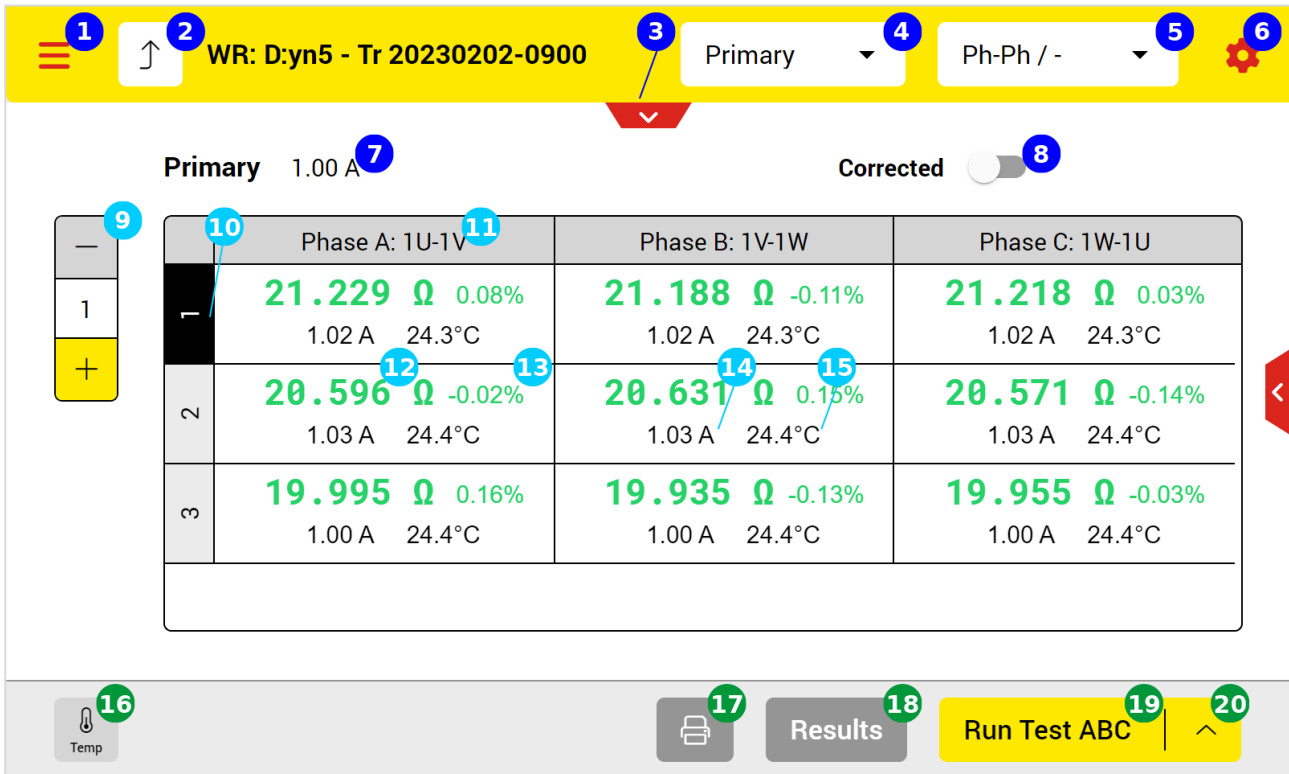 1 2 WR: D:yn5 - Tr 20230202-0900 3 Primary 4 Ph-Ph / - 5 6
Primary 1.00 A 7 Corrected 8
9 10 Phase A: 1U-1V 11 Phase B: 1V-1W Phase C: 1W-1U
1 1 21.229 Ω 0.08% 21.188 Ω -0.11% 21.218 Ω 0.03%
1.02 A 24.3°C 1.02 A 24.3°C 1.02 A 24.3°C
12 13 14 15
2 20.596 Ω -0.02% 20.631 Ω 0.15% 20.571 Ω -0.14%
1.03 A 24.4°C 1.03 A 24.4°C 1.03 A 24.4°C
3 19.995 Ω 0.16% 19.935 Ω -0.13% 19.955 Ω -0.03%
1.00 A 24.4°C 1.00 A 24.4°C 1.00 A 24.4°C
16 17 18 19 20
Temp Results Run Test ABC